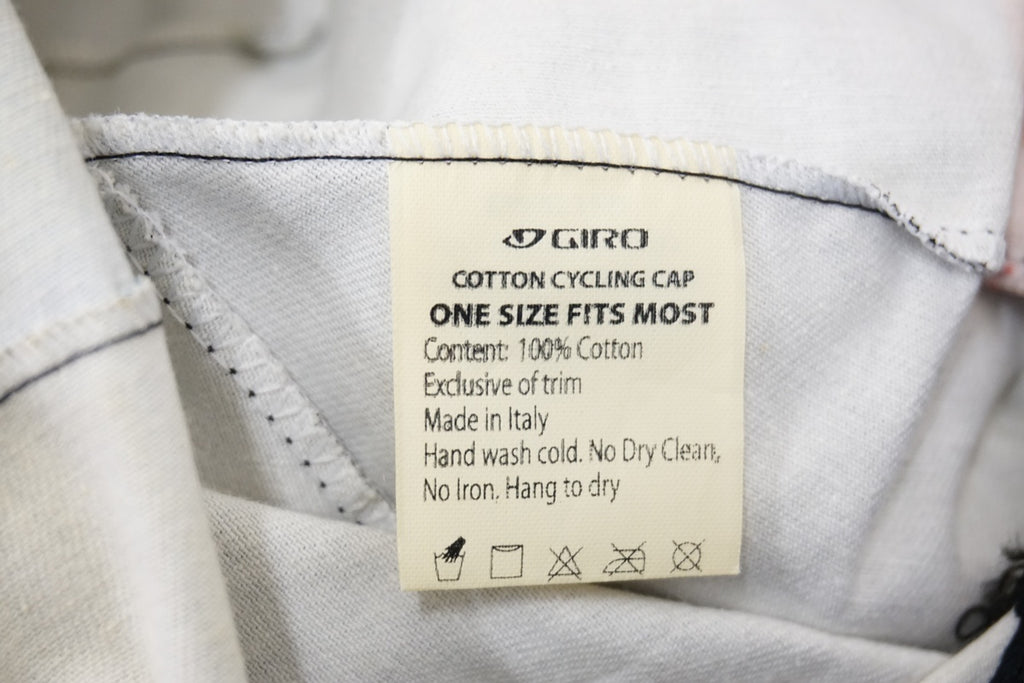 GIRO
COTTON CYCLING CAP
ONE SIZE FITS MOST
Content: 100% Cotton
Exclusive of trim
Made in Italy
Hand wash cold. No Dry Clean,
No Iron. Hang to dry